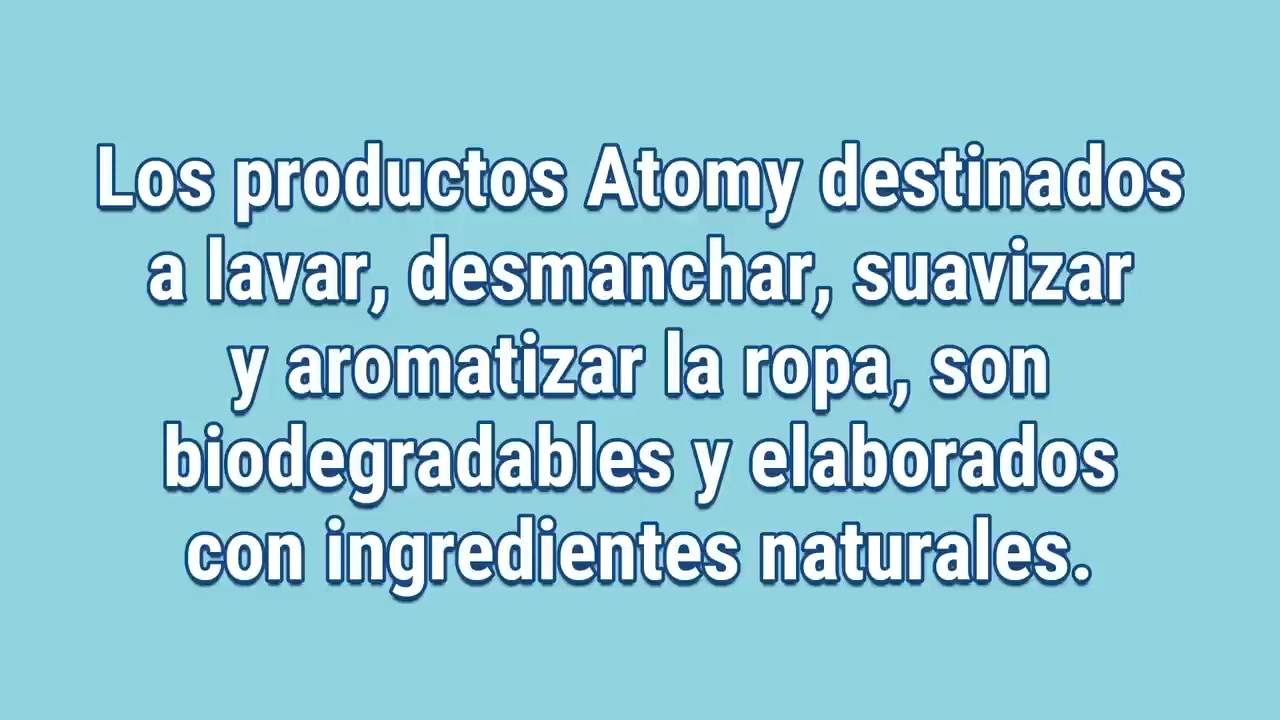 Los productos Atomy destinados
a lavar, desmanchar, suavizar
y aromatizar la ropa, son
biodegradables y elaborados
con ingredientes naturales.